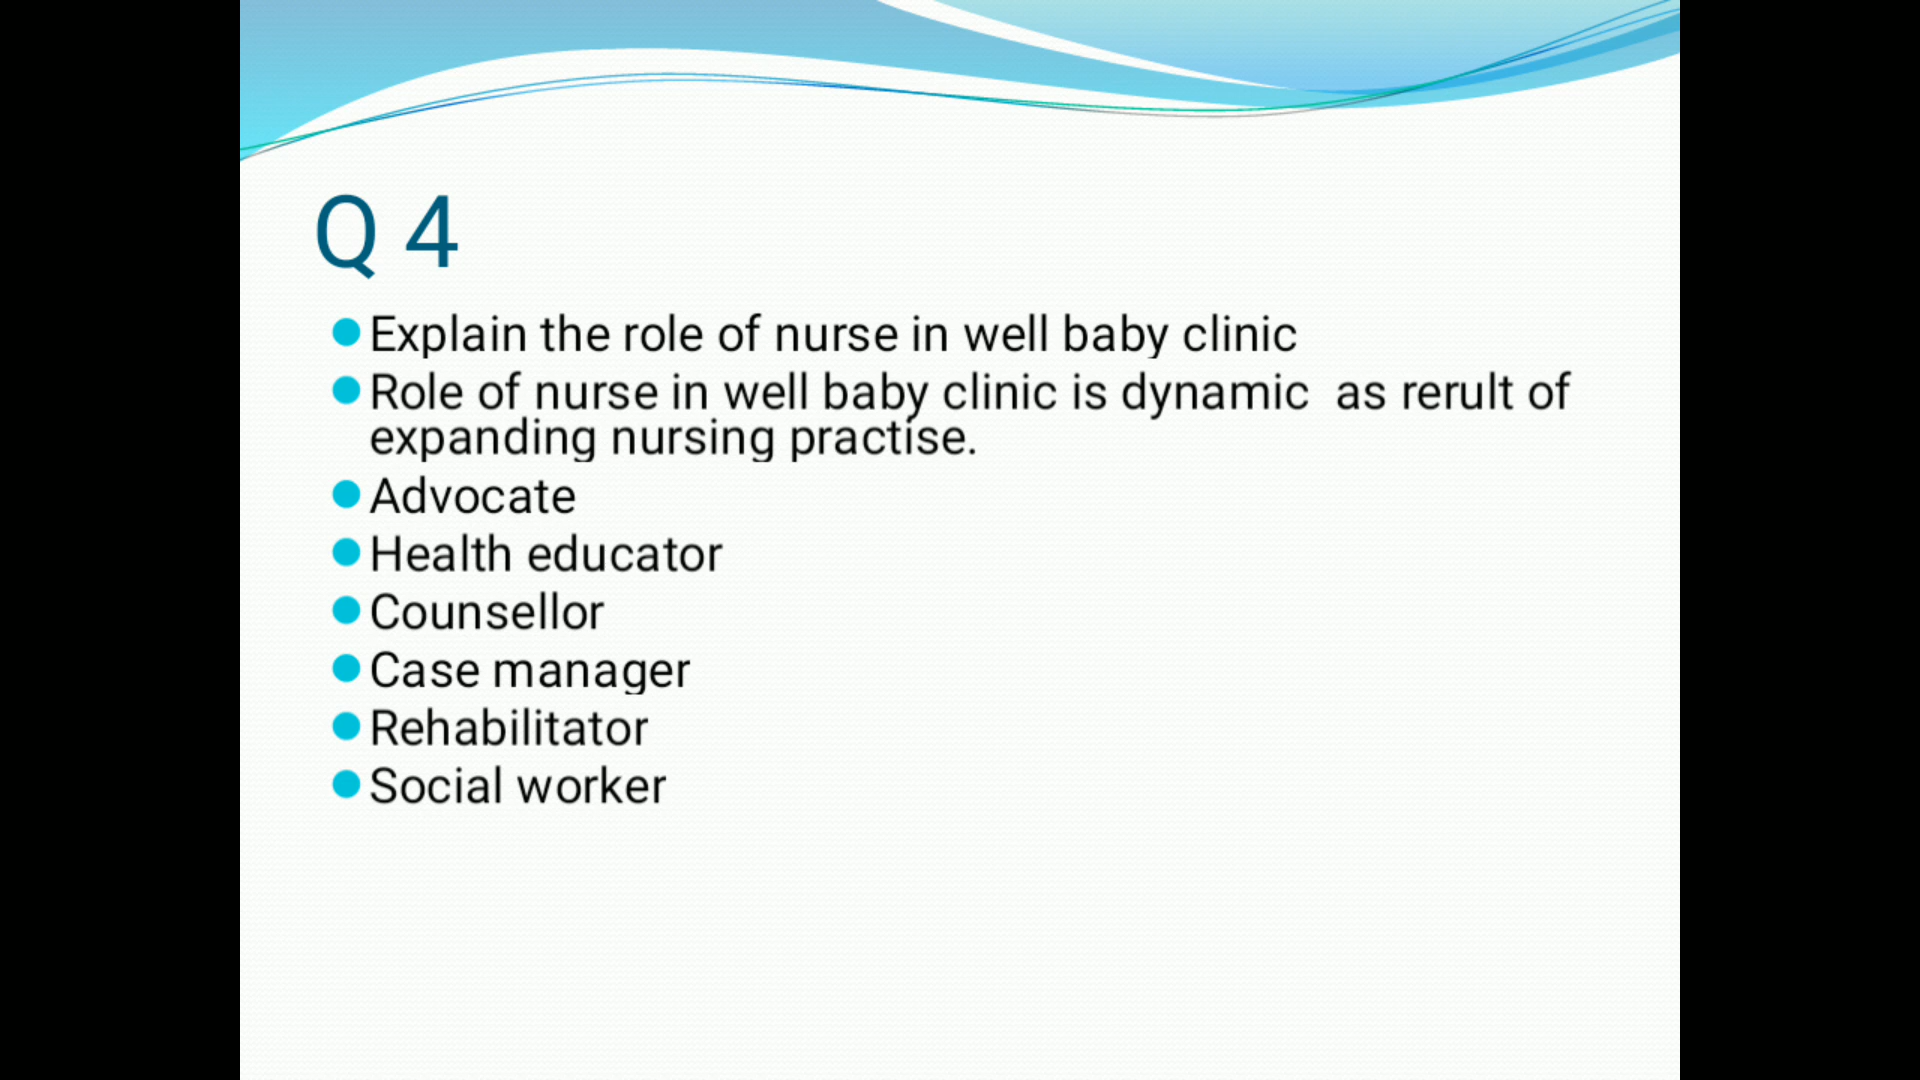 Q 4
Explain the role of nurse in well baby clinic
Role of nurse in well baby clinic is dynamic  as rerult of
expanding nursing practise.
Advocate
Health educator
Counsellor
Case manager
Rehabilitator
Social worker